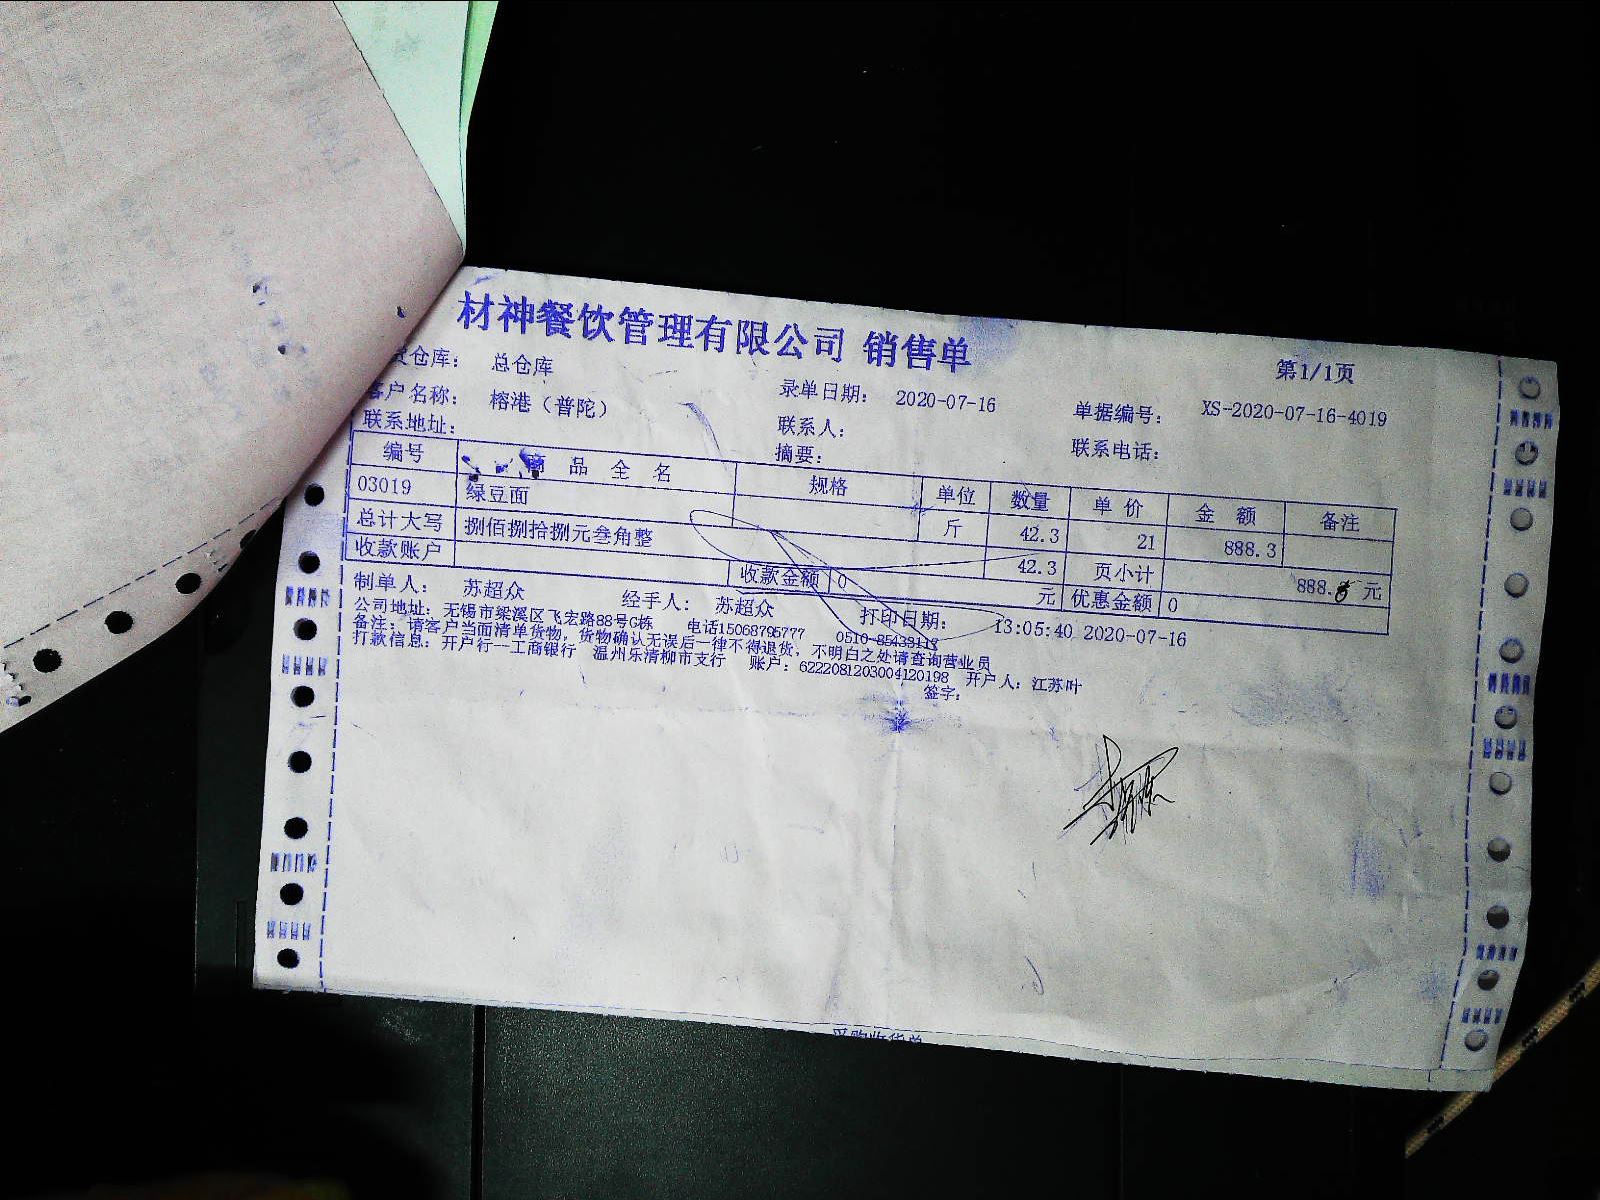 材神餐饮管理有限公司 销售单
第1/1页
仓库： 总仓库
录单日期： 2020-07-16
单据编号： XS-2020-07-16-4019
客户名称： 榕港（普陀）
联系人：
联系电话：
联系地址：
摘要：
编号 商品全名 规格 单位 数量 单价 金额 备注
03019 绿豆面 斤 42.3 21 888.3
总计大写 捌佰捌拾捌元叁角整 42.3 页小计 888. 元
收款账户 收款金额 0 元 优惠金额 0
制单人： 苏超众 经手人： 苏超众 打印日期： 13:05:40 2020-07-16
公司地址：无锡市梁溪区飞宏路88号G栋 电话15068795777
备注：请客户当面清单货物，货物确认无误后一律不得退货，不明白之处请查询营业员
打款信息：开户行--工商银行 温州乐清柳市支行 账户：6222081203004120198 开户人：江苏叶
签字：